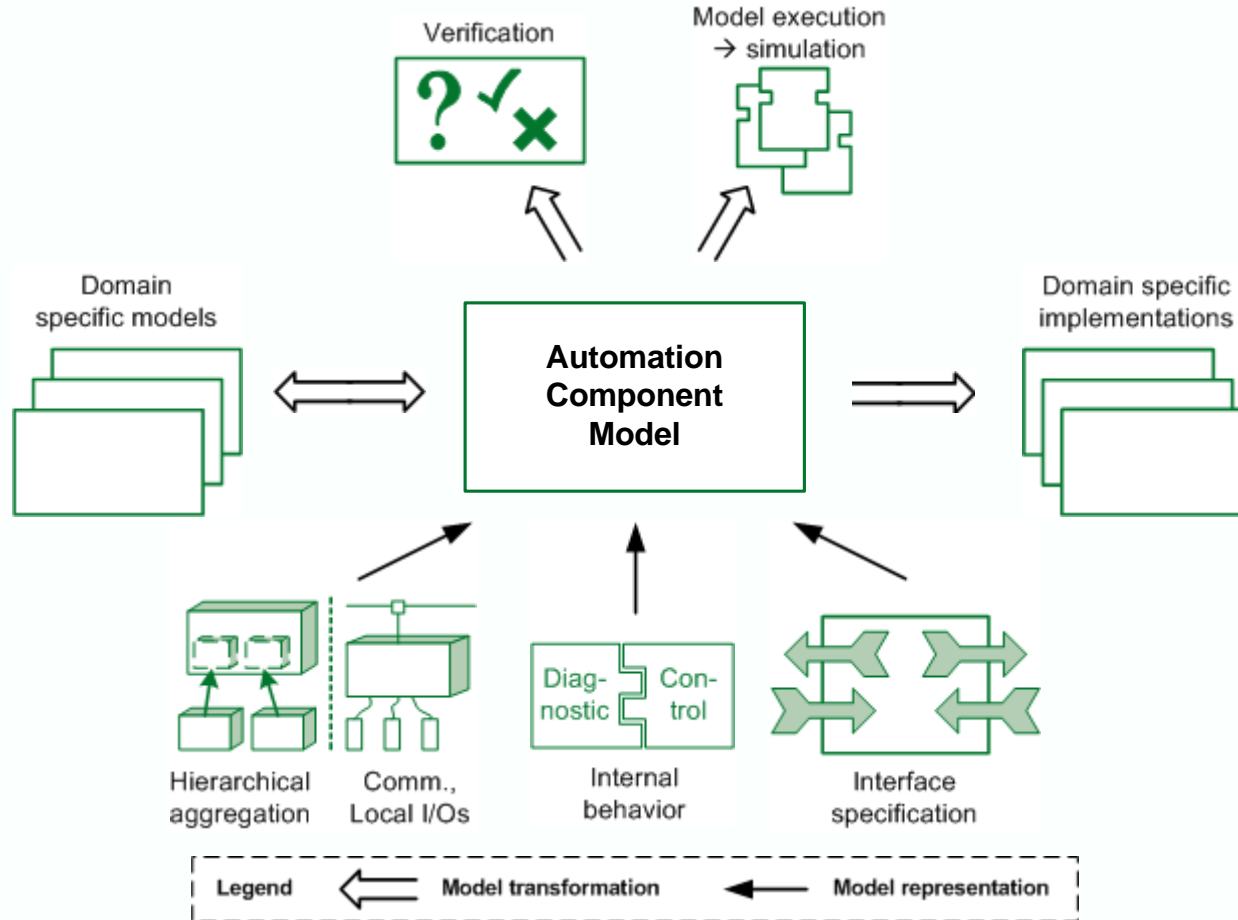 Verification
Model execution
→ simulation
Domain
specific models
Automation
Component
Model
Domain specific
implementations
Diag-
nostic
Con-
trol
Hierarchical
aggregation
Comm.,
Local I/Os
Internal
behavior
Interface
specification
Legend
Model transformation
Model representation